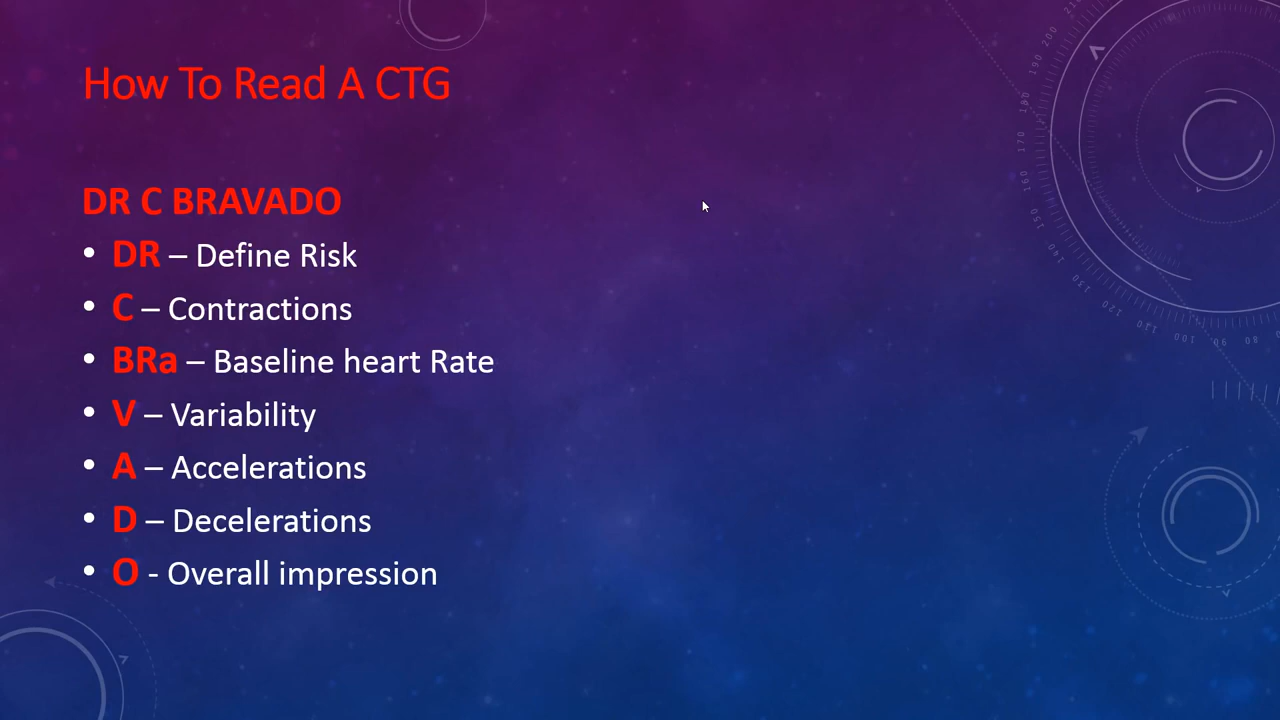 How To Read A CTG
DR C BRAVADO
• DR – Define Risk
• C – Contractions
• BRa – Baseline heart Rate
• V – Variability
• A – Accelerations
• D – Decelerations
• O - Overall impression